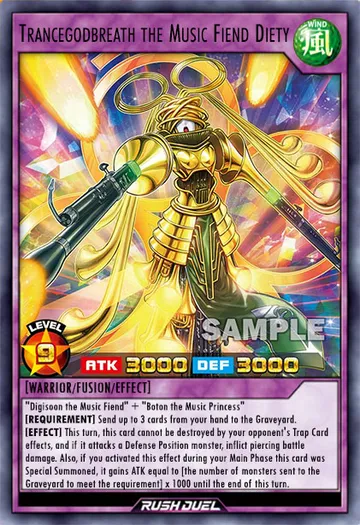 TRANCEGODBREATH THE MUSIC FIEND DIETY
WIND
風
SAMPLE
LEVEL
9
ATK 3000 DEF 3000
[WARRIOR/FUSION/EFFECT]
"Digisoon the Music Fiend" + "Boton the Music Princess"
[REQUIREMENT] Send up to 3 cards from your hand to the Graveyard.
[EFFECT] This turn, this card cannot be destroyed by your opponent's Trap Card
effects, and if it attacks a Defense Position monster, inflict piercing battle
damage. Also, if you activated this effect during your Main Phase this card was
Special Summoned, it gains ATK equal to [the number of monsters sent to the
Graveyard to meet the requirement] x 1000 until the end of this turn.
RUSH DUEL